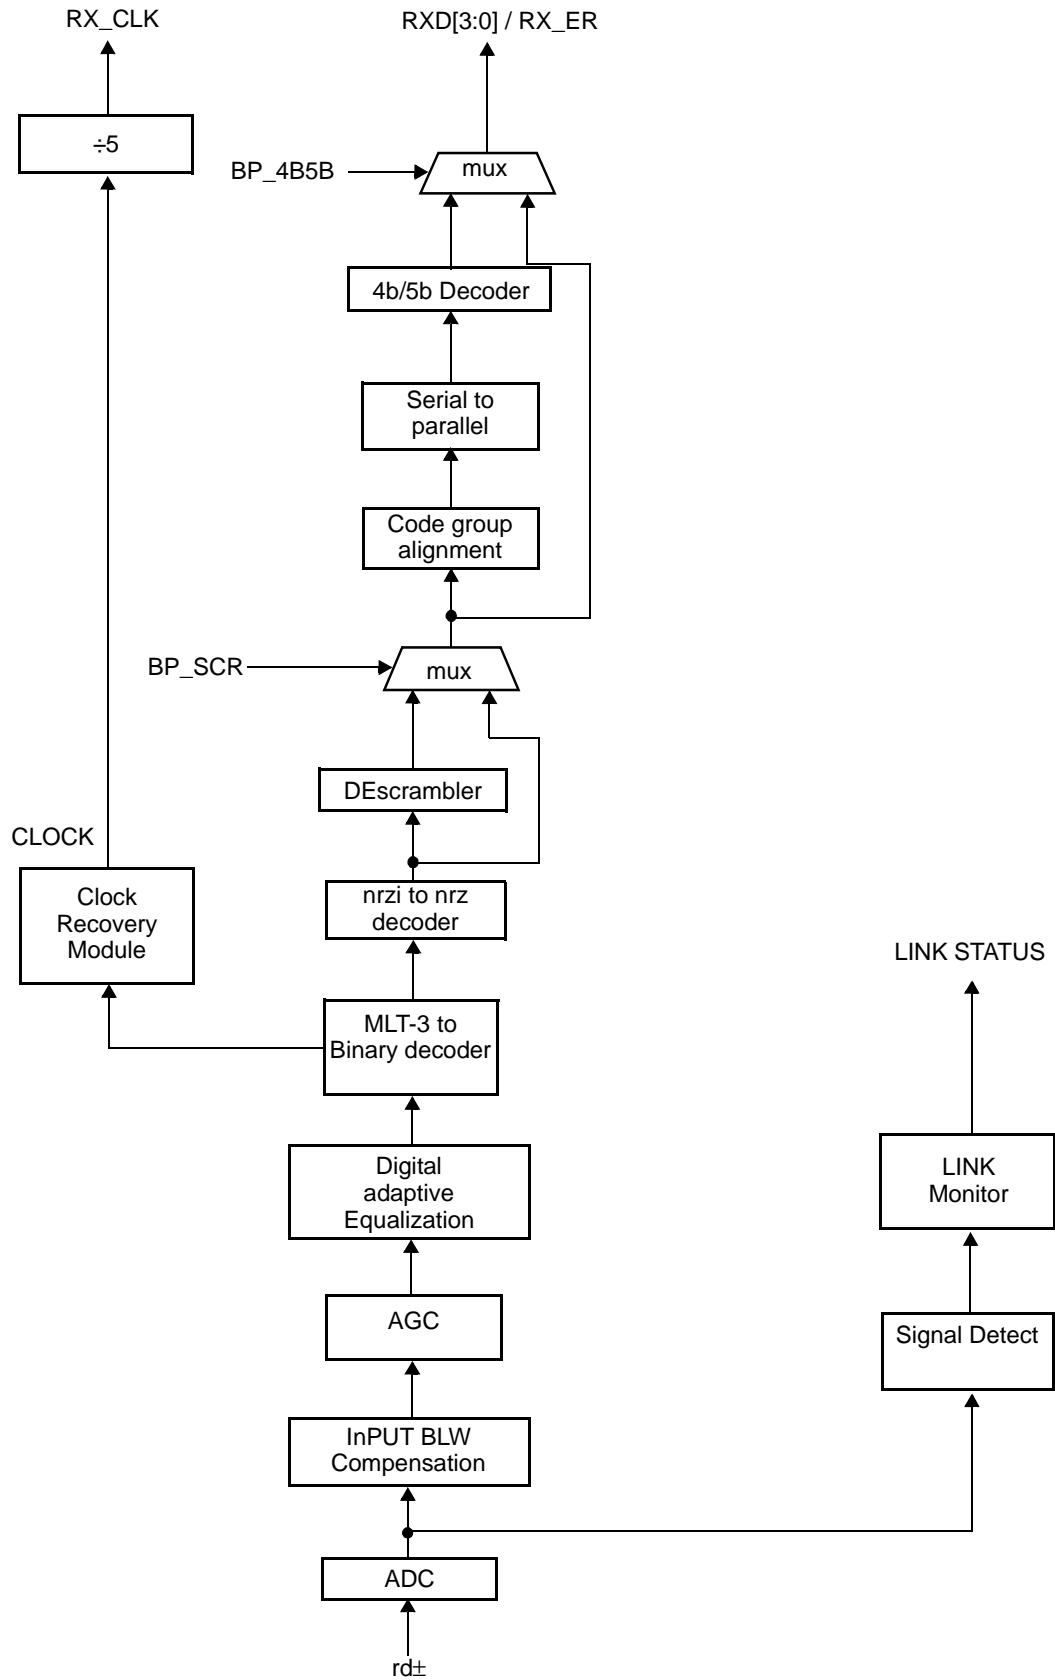 RX_CLK
RXD[3:0] / RX_ER
÷5
BP_4B5B
mux
4b/5b Decoder
Serial to
parallel
Code group
alignment
BP_SCR
mux
DEscrambler
CLOCK
Clock
Recovery
Module
nrzi to nrz
decoder
LINK STATUS
MLT-3 to
Binary decoder
Digital
adaptive
Equalization
LINK
Monitor
AGC
Signal Detect
InPUT BLW
Compensation
ADC
rd±